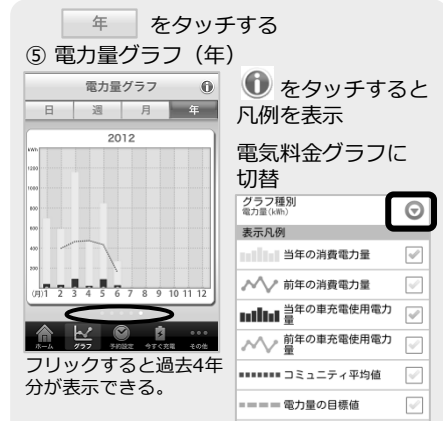 年 をタッチする
⑤ 電力量グラフ（年）
電力量グラフ
日 週 月 年
2012
kWh
1200
1000
800
600
400
200
(月)1 2 3 4 5 6 7 8 9 10 11 12
ホーム グラフ 予約設定 今すぐ充電 その他
フリックすると過去4年
分が表示できる。
をタッチすると
凡例を表示
電気料金グラフに
切替
グラフ種別
電力量(kWh)
表示凡例
当年の消費電力量
前年の消費電力量
当年の車充電使用電力
量
前年の車充電使用電力
量
コミュニティ平均値
電力量の目標値